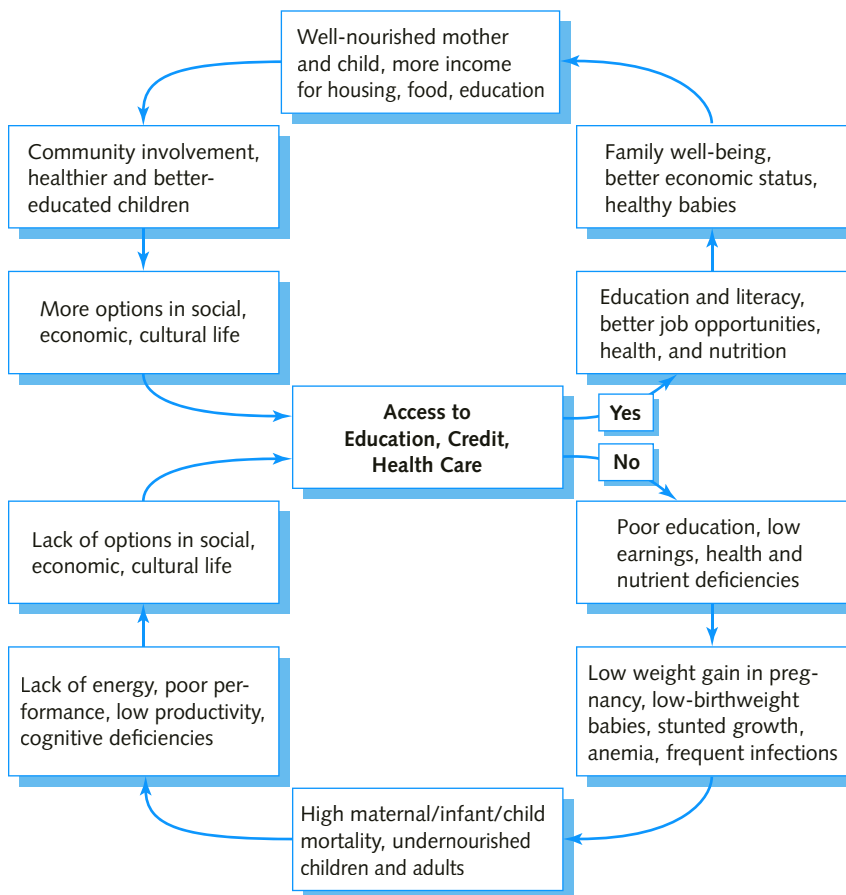 Well-nourished mother
and child, more income
for housing, food, education
Community involvement,
healthier and better-
educated children
Family well-being,
better economic status,
healthy babies
More options in social,
economic, cultural life
Education and literacy,
better job opportunities,
health, and nutrition
Access to
Education, Credit,
Health Care
Yes
No
Lack of options in social,
economic, cultural life
Poor education, low
earnings, health and
nutrient deficiencies
Lack of energy, poor per-
formance, low productivity,
cognitive deficiencies
Low weight gain in preg-
nancy, low-birthweight
babies, stunted growth,
anemia, frequent infections
High maternal/infant/child
mortality, undernourished
children and adults